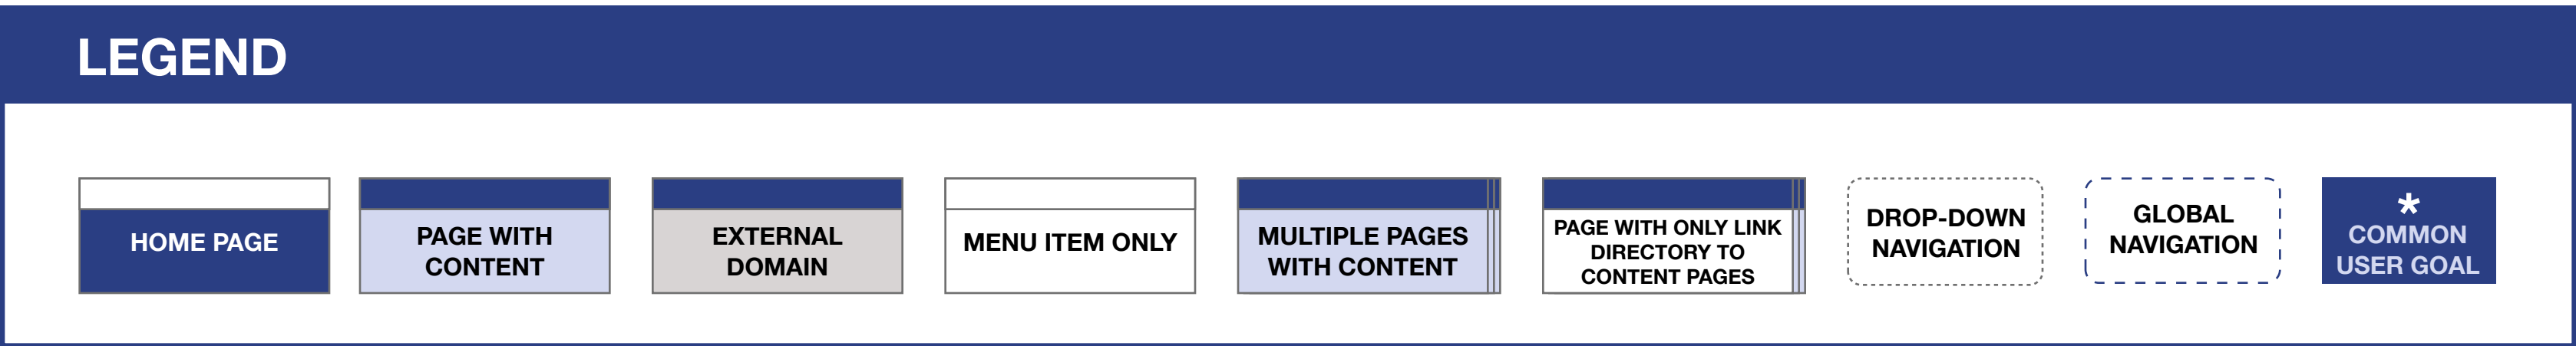 LEGEND
HOME PAGE
PAGE WITH
CONTENT
EXTERNAL
DOMAIN
MENU ITEM ONLY
MULTIPLE PAGES
WITH CONTENT
PAGE WITH ONLY LINK
DIRECTORY TO
CONTENT PAGES
DROP-DOWN
NAVIGATION
GLOBAL
NAVIGATION
*
COMMON
USER GOAL